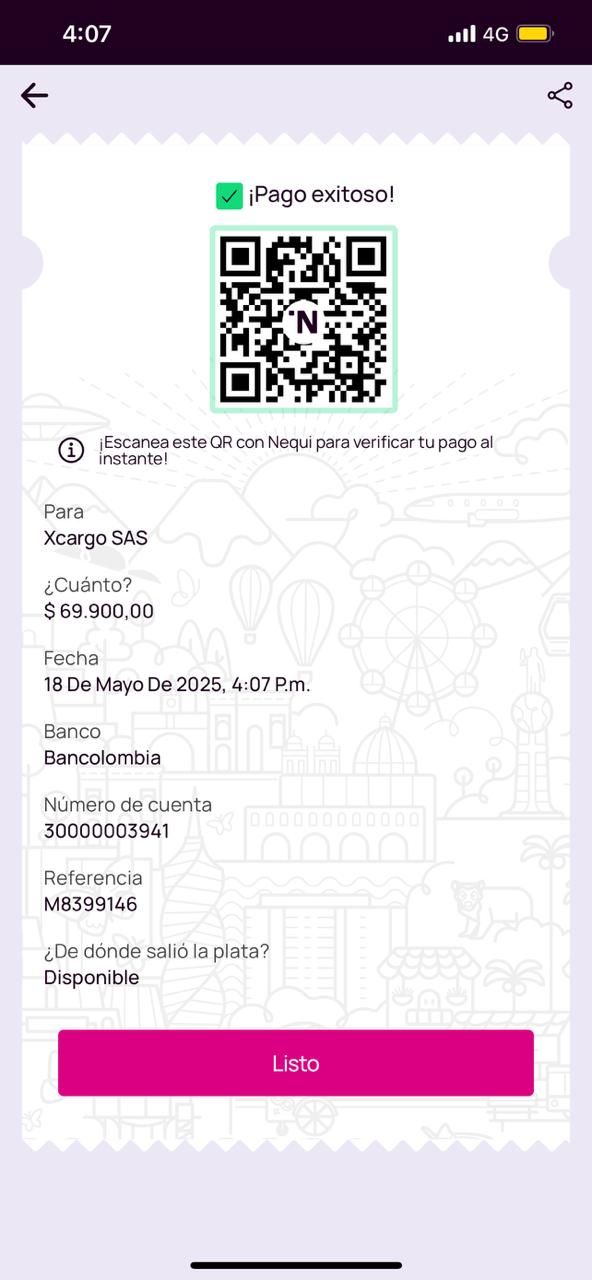 4:07
4G
¡Pago exitoso!
N
¡Escanea este QR con Nequi para verificar tu pago al
instante!
Para
Xcargo SAS
¿Cuánto?
$ 69.900,00
Fecha
18 De Mayo De 2025, 4:07 P.m.
Banco
Bancolombia
Número de cuenta
30000003941
Referencia
M8399146
¿De dónde salió la plata?
Disponible
Listo